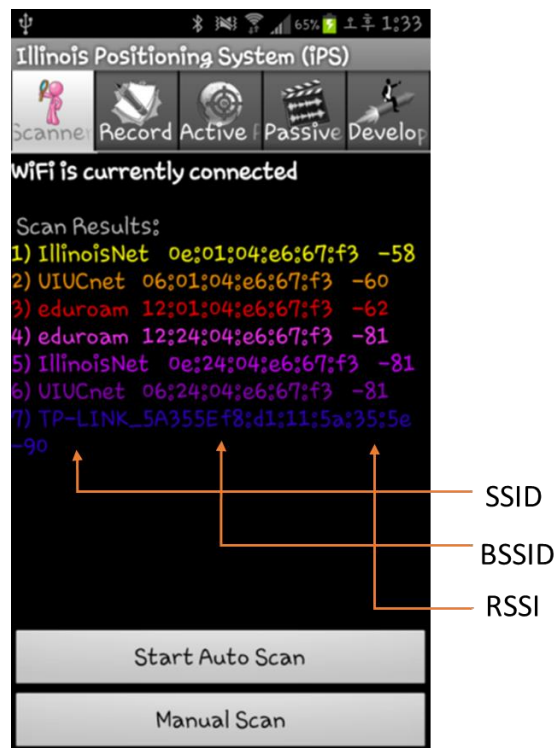 오후 1:33
65%
Illinois Positioning System (iPS)
Scanner Record Active F Passive Develop
WiFi is currently connected
Scan Results:
1) IllinoisNet 0e:01:04:e6:67:f3 -58
2) UIUCnet 06:01:04:e6:67:f3 -60
3) eduroam 12:01:04:e6:67:f3 -62
4) eduroam 12:24:04:e6:67:f3 -81
5) IllinoisNet 0e:24:04:e6:67:f3 -81
6) UIUCnet 06:24:04:e6:67:f3 -81
7) TP-LINK_5A355E f8:d1:11:5a:35:5e
-90
SSID
BSSID
RSSI
Start Auto Scan
Manual Scan